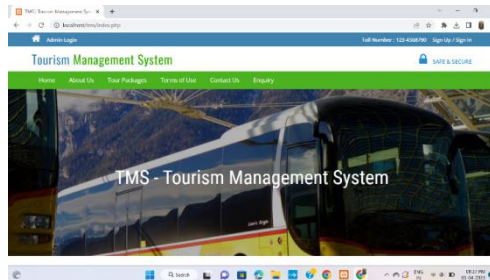 TMS | Tourism Management Syst
localhost/tms/index.php
Admin Login
Toll Number : 123-4568790 Sign Up / Sign In
Tourism Management System
SAFE & SECURE
Home About Us Tour Packages Terms of Use Contact Us Enquiry
TMS - Tourism Management System
Search
ENG
IN